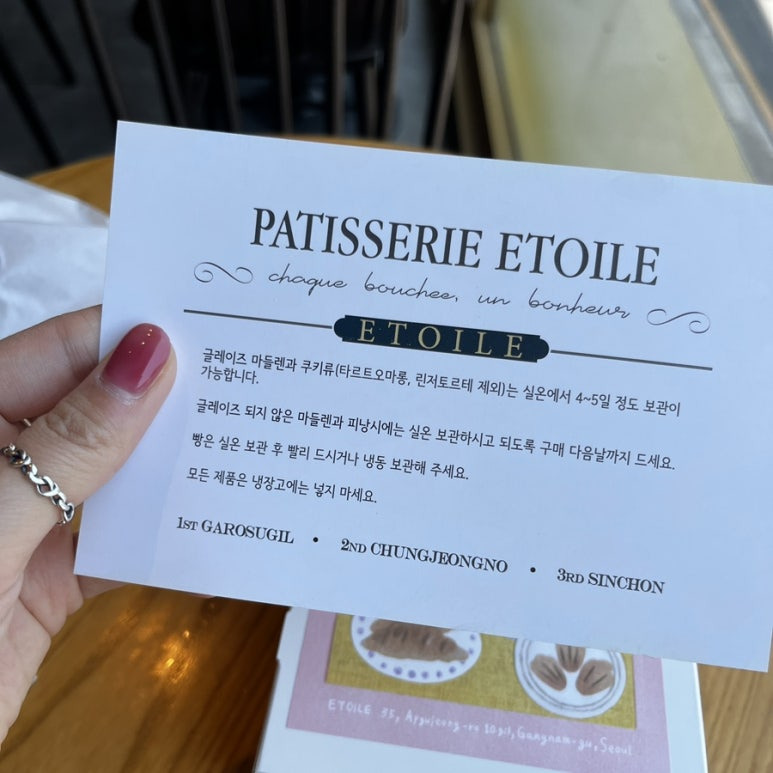 PATISSERIE ETOILE
chaque bouchee, un bonheur
ETOILE
글레이즈 마들렌과 쿠키류(타르트오마롱, 린저토르테 제외)는 실온에서 4~5일 정도 보관이
가능합니다.
글레이즈 되지 않은 마들렌과 피낭시에는 실온 보관하시고 되도록 구매 다음날까지 드세요.
빵은 실온 보관 후 빨리 드시거나 냉동 보관해 주세요.
모든 제품은 냉장고에는 넣지 마세요.
1ST GAROSUGIL • 2ND CHUNGJEONGNO • 3RD SINCHON
ETOILE 35, Apgujeong-ro 10gil, Gangnam-gu, Seoul